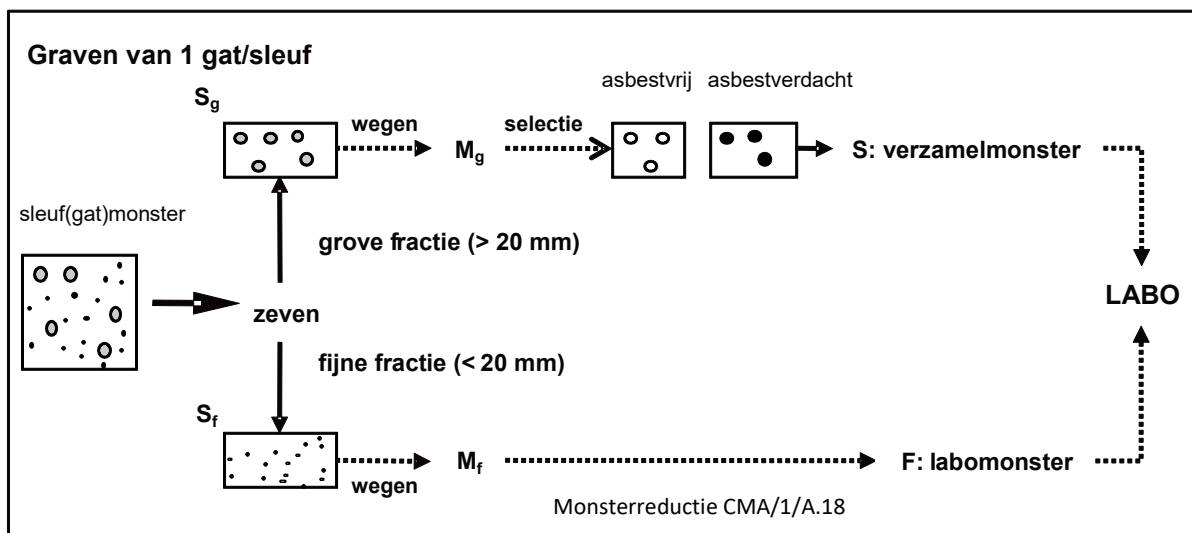 Graven van 1 gat/sleuf
asbestvrij asbestverdacht
Sg
wegen
Mg
selectie
S: verzamelmonster
sleuf(gat)monster
grove fractie (> 20 mm)
zeven
LABO
fijne fractie (< 20 mm)
Sf
wegen
Mf
F: labomonster
Monsterreductie CMA/1/A.18